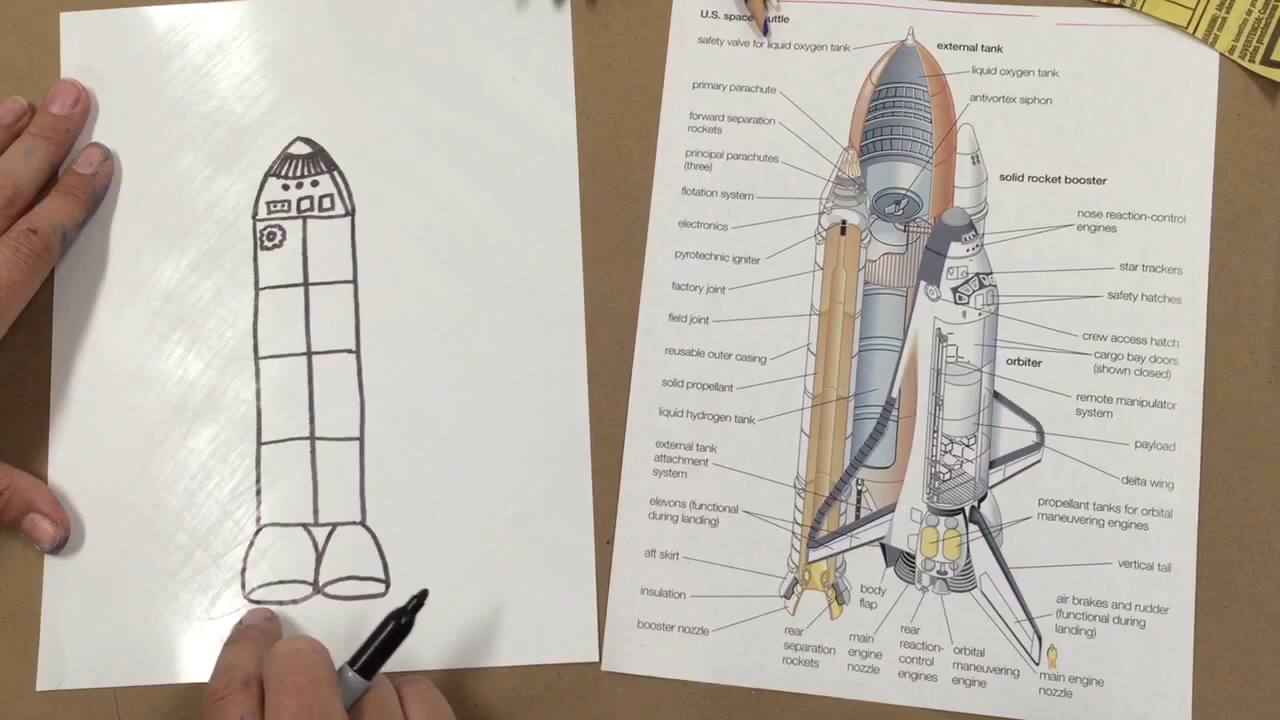 U.S. space uttle
safety valve for liquid oxygen tank
primary parachute
forward separation
rockets
principal parachutes
(three)
flotation system
electronics
pyrotechnic igniter
factory joint
field joint
reusable outer casing
solid propellant
liquid hydrogen tank
external tank
attachment
system
elevons (functional
during landing)
aft skirt
insulation
booster nozzle
rear
separation
rockets
main
engine
nozzle
body
flap
rear
reaction-
control
engines
orbital
maneuvering
engine
main engine
nozzle
external tank
liquid oxygen tank
antivortex siphon
solid rocket booster
nose reaction-control
engines
star trackers
safety hatches
crew access hatch
cargo bay doors
(shown closed)
orbiter
remote manipulator
system
payload
delta wing
propellant tanks for orbital
maneuvering engines
vertical tail
air brakes and rudder
(functional during
landing)